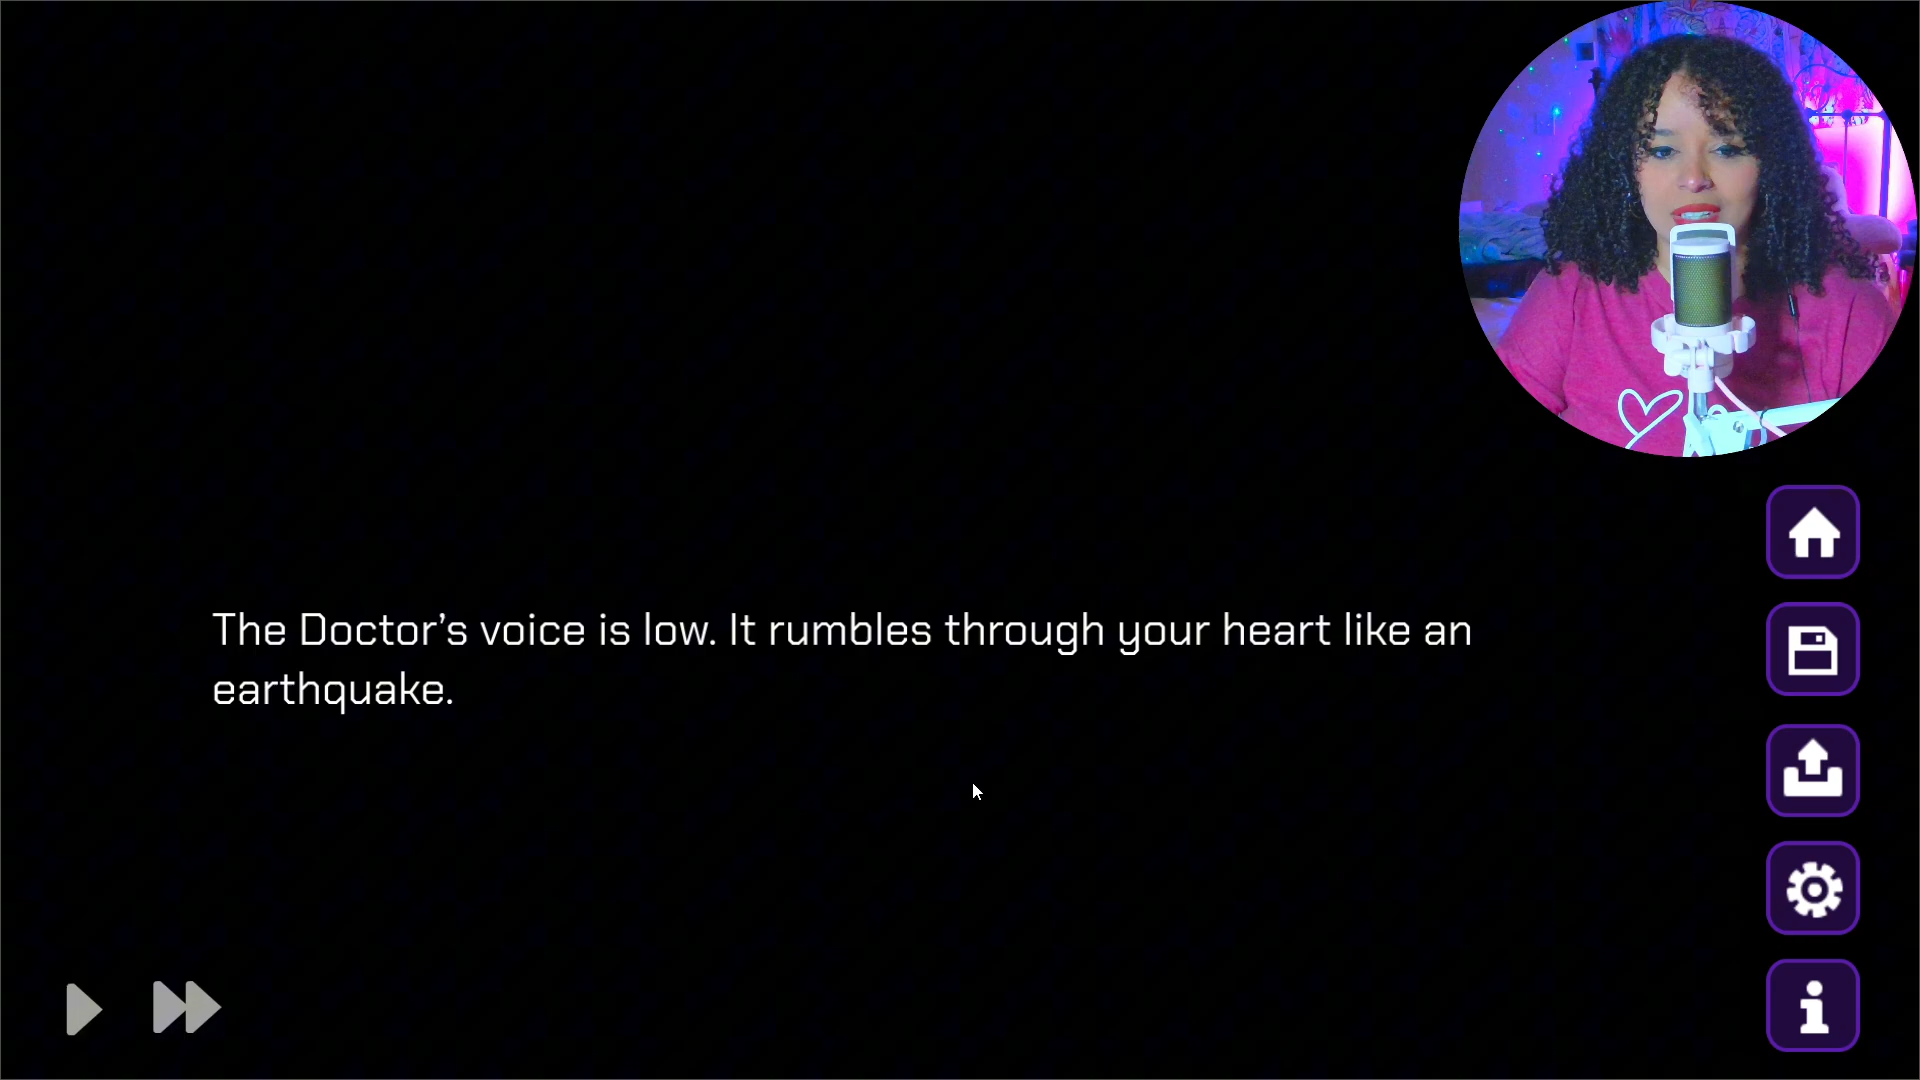 The Doctor’s voice is low. It rumbles through your heart like an
earthquake.